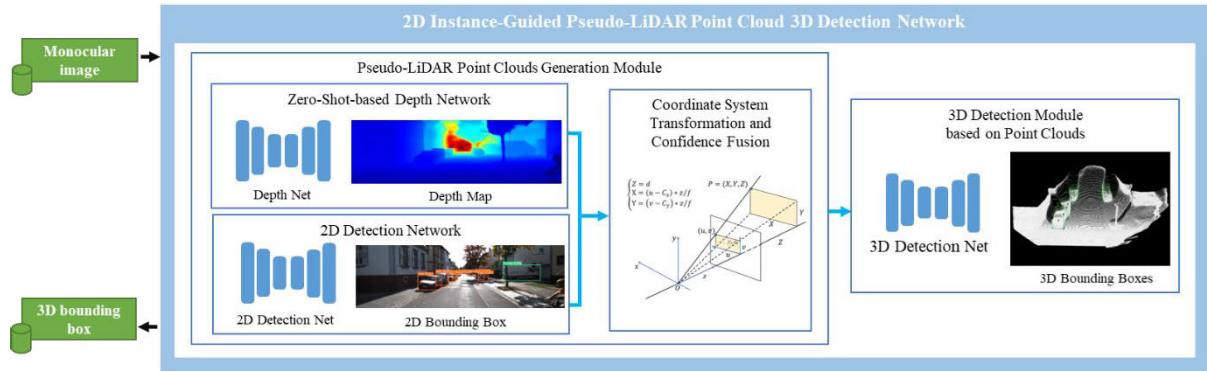 2D Instance-Guided Pseudo-LiDAR Point Cloud 3D Detection Network
Monocular
image
Pseudo-LiDAR Point Clouds Generation Module
Zero-Shot-based Depth Network
Depth Net
Depth Map
2D Detection Network
2D Detection Net
2D Bounding Box
Coordinate System
Transformation and
Confidence Fusion
Z = d
X = (u − Cₓ) * z/f
Y = (v − Cᵧ) * z/f
P = (X, Y, Z)
(u, v)
Y
X
Z
y
v
u
x
z
O
3D Detection Module
based on Point Clouds
3D Detection Net
3D Bounding Boxes
3D bounding
box